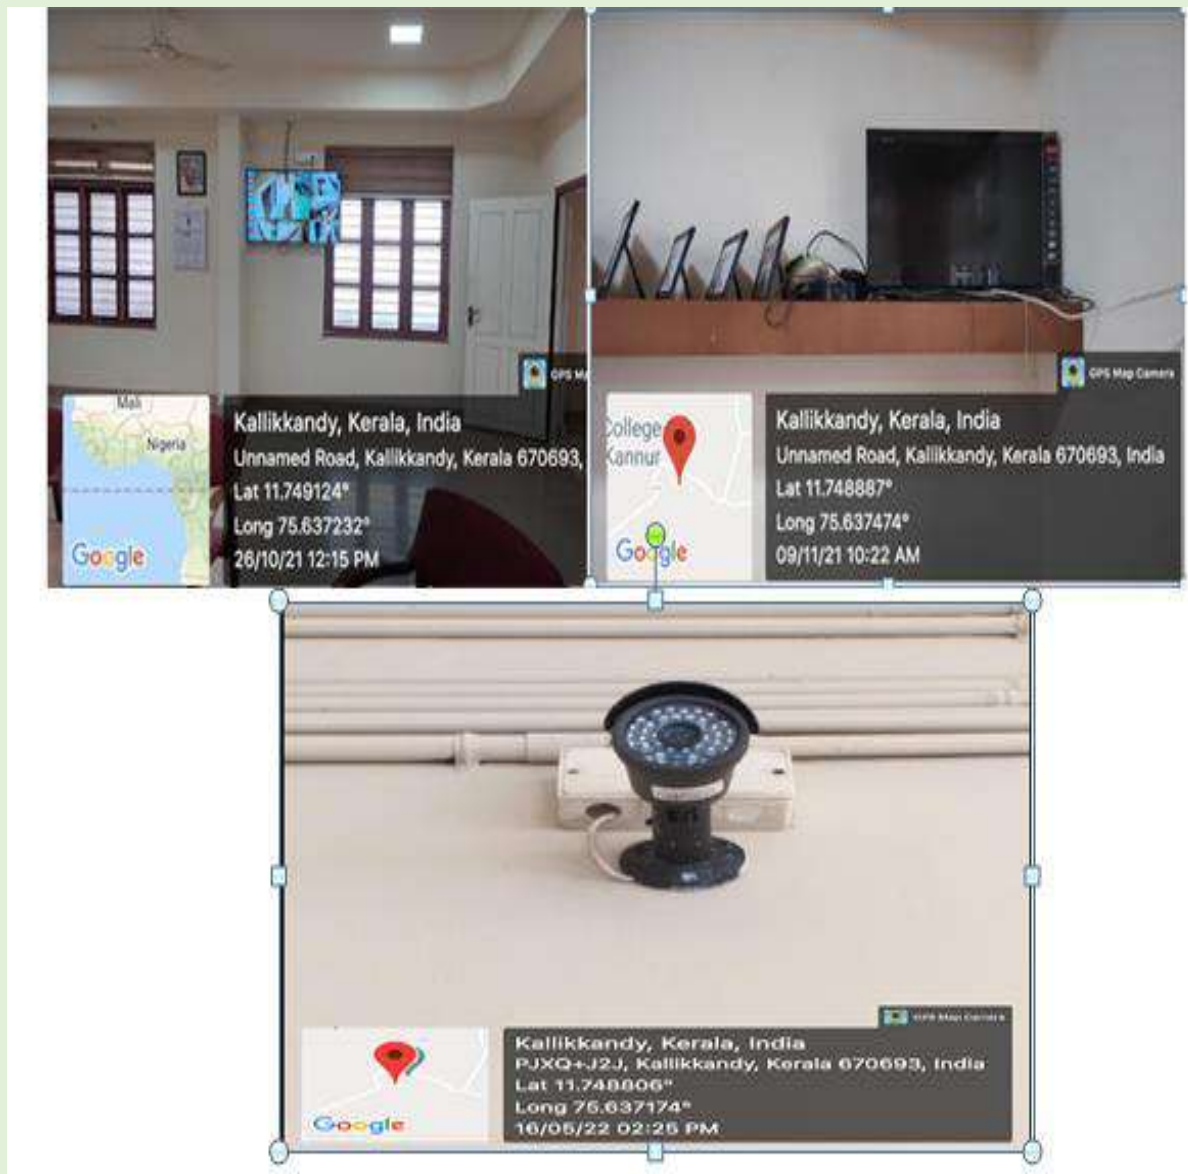 Mali
Nigeria
Google
GPS Ma
Kallikkandy, Kerala, India
Unnamed Road, Kallikkandy, Kerala 670693,
Lat 11.749124°
Long 75.637232°
26/10/21 12:15 PM
College
Kannur
Google
GPS Map Camera
Kallikkandy, Kerala, India
Unnamed Road, Kallikkandy, Kerala 670693, India
Lat 11.748887°
Long 75.637474°
09/11/21 10:22 AM
Google
GPS Map Camera
Kallikkandy, Kerala, India
PJXQ+J2J, Kallikkandy, Kerala 670693, India
Lat 11.748806°
Long 75.637174°
16/05/22 02:25 PM